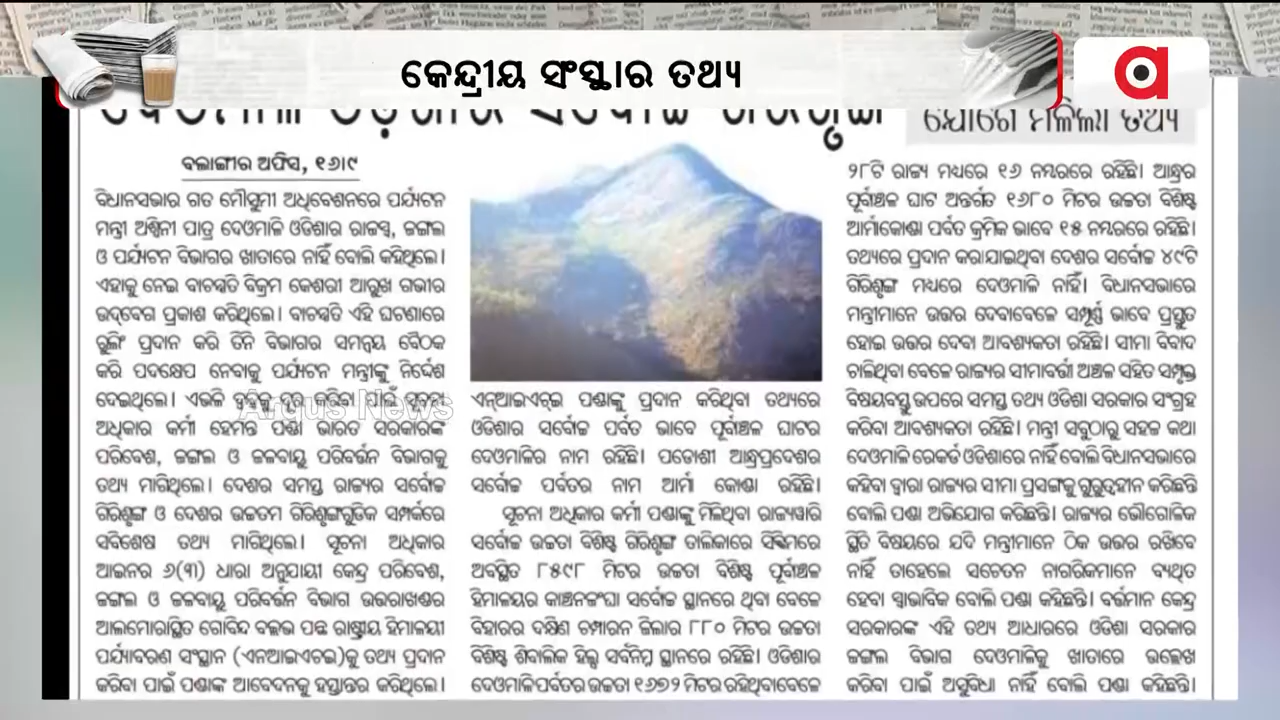 କେନ୍ଦ୍ରୀୟ ସଂସ୍ଥାର ତଥ୍ୟ
a
ଯୋଗେ ମିଳିଲା ତଥ୍ୟ
ବଲାଙ୍ଗୀର ଅଫିସ, ୧୬।୯
ବିଧାନସଭାର ଗତ ମୌସୁମୀ ଅଧିବେଶନରେ ପର୍ଯ୍ୟଟନ
ମନ୍ତ୍ରୀ ଅଶ୍ୱିନୀ ପାତ୍ର ଦେଓମାଳି ଓଡିଶାର ରାଜସ୍ୱ, ଜଙ୍ଗଲ
ଓ ପର୍ଯ୍ୟଟନ ବିଭାଗର ଖାତାରେ ନାହିଁ ବୋଲି କହିଥିଲେ।
ଏହାକୁ ନେଇ ବାଚସ୍ପତି ବିକ୍ରମ କେଶରୀ ଆରୁଖ ଗଭୀର
ଉଦ୍‌ବେଗ ପ୍ରକାଶ କରିଥିଲେ। ବାଚସ୍ପତି ଏହି ଘଟଣାରେ
ରୁଲିଂ ପ୍ରଦାନ କରି ତିନି ବିଭାଗର ସମନ୍ୱୟ ବୈଠକ
କରି ପଦକ୍ଷେପ ନେବାକୁ ପର୍ଯ୍ୟଟନ ମନ୍ତ୍ରୀଙ୍କୁ ନିର୍ଦ୍ଦେଶ
ଦେଇଥିଲେ। ଏଭଳି ଦୂର କରିବା ପାଇଁ ସୂଚନା
ଅଧିକାର କର୍ମୀ ହେମନ୍ତ ପଣ୍ଡା ଭାରତ ସରକାରଙ୍କ
ପରିବେଶ, ଜଙ୍ଗଲ ଓ ଜଳବାୟୁ ପରିବର୍ତ୍ତନ ବିଭାଗକୁ
ତଥ୍ୟ ମାଗିଥିଲେ। ଦେଶର ସମସ୍ତ ରାଜ୍ୟର ସର୍ବୋଚ୍ଚ
ଗିରିଶୃଙ୍ଗ ଓ ଦେଶର ଉଚ୍ଚତମ ଗିରିଶୃଙ୍ଗଗୁଡିକ ସମ୍ପର୍କରେ
ସବିଶେଷ ତଥ୍ୟ ମାଗିଥିଲେ। ସୂଚନା ଅଧିକାର
ଆଇନର ୬(୩) ଧାରା ଅନୁଯାୟୀ କେନ୍ଦ୍ର ପରିବେଶ,
ଜଙ୍ଗଲ ଓ ଜଳବାୟୁ ପରିବର୍ତ୍ତନ ବିଭାଗ ଉତ୍ତରାଖଣ୍ଡର
ଆଲମୋରାସ୍ଥିତ ଗୋବିନ୍ଦ ବଲ୍ଲଭ ପନ୍ତ ରାଷ୍ଟ୍ରୀୟ ହିମାଳୟୀ
ପର୍ଯ୍ୟାବରଣ ସଂସ୍ଥାନ (ଏନଆଇଏଚଇ)କୁ ତଥ୍ୟ ପ୍ରଦାନ
କରିବା ପାଇଁ ପଣ୍ଡାଙ୍କ ଆବେଦନକୁ ହସ୍ତାନ୍ତର କରିଥିଲେ।
Argus News
ଏନ୍ଆଇଏଚ୍ଇ ପଣ୍ଡାଙ୍କୁ ପ୍ରଦାନ କରିଥିବା ତଥ୍ୟରେ
ଓଡିଶାର ସର୍ବୋଚ୍ଚ ପର୍ବତ ଭାବେ ପୂର୍ବାଞ୍ଚଳ ଘାଟର
ଦେଓମାଳିର ନାମ ରହିଛି। ପଡୋଶୀ ଆନ୍ଧ୍ରପ୍ରଦେଶର
ସର୍ବୋଚ୍ଚ ପର୍ବତର ନାମ ଆର୍ମା କୋଣ୍ଡା ରହିଛି।
ସୂଚନା ଅଧିକାର କର୍ମୀ ପଣ୍ଡାଙ୍କୁ ମିଳିଥିବା ରାଜ୍ୟୱାରି
ସର୍ବୋଚ୍ଚ ଉଚ୍ଚତା ବିଶିଷ୍ଟ ଗିରିଶୃଙ୍ଗ ତାଲିକାରେ ସିକ୍କିମରେ
ଅବସ୍ଥିତ ୮୫୯୮ ମିଟର ଉଚ୍ଚତା ବିଶିଷ୍ଟ ପୂର୍ବାଞ୍ଚଳ
ହିମାଳୟର କାଞ୍ଚନଜଂଘା ସର୍ବୋଚ୍ଚ ସ୍ଥାନରେ ଥିବା ବେଳେ
ବିହାରର ଦକ୍ଷିଣ ଚମ୍ପାରନ ଜିଲାର ୮୮୦ ମିଟର ଉଚ୍ଚତା
ବିଶିଷ୍ଟ ଶିବାଳିକ ହିଲ୍ସ ସର୍ବନିମ୍ନ ସ୍ଥାନରେ ରହିଛି। ଓଡିଶାର
ଦେଓମାଳି ପର୍ବତର ଉଚ୍ଚତା ୧୬୭୨ ମିଟର ରହିଥିବାବେଳେ
୨୮ଟି ରାଜ୍ୟ ମଧ୍ୟରେ ୧୬ ନମ୍ବରରେ ରହିଛି। ଆନ୍ଧ୍ରର
ପୂର୍ବାଞ୍ଚଳ ଘାଟ ଅନ୍ତର୍ଗତ ୧୬୮୦ ମିଟର ଉଚ୍ଚତା ବିଶିଷ୍ଟ
ଆର୍ମାକୋଣ୍ଡା ପର୍ବତ କ୍ରମିକ ଭାବେ ୧୫ ନମ୍ବରରେ ରହିଛି।
ତଥ୍ୟରେ ପ୍ରଦାନ କରାଯାଇଥିବା ଦେଶର ସର୍ବୋଚ୍ଚ ୪୯ଟି
ଗିରିଶୃଙ୍ଗ ମଧ୍ୟରେ ଦେଓମାଳି ନାହିଁ। ବିଧାନସଭାରେ
ମନ୍ତ୍ରୀମାନେ ଉତ୍ତର ଦେବାବେଳେ ସମ୍ପୂର୍ଣ୍ଣ ଭାବେ ପ୍ରସ୍ତୁତ
ହୋଇ ଉତ୍ତର ଦେବା ଆବଶ୍ୟକତା ରହିଛି। ସୀମା ବିବାଦ
ଚାଲିଥିବା ବେଳେ ରାଜ୍ୟର ସୀମାବର୍ତ୍ତୀ ଅଞ୍ଚଳ ସହିତ ସମ୍ପୃକ୍ତ
ବିଷୟବସ୍ତୁ ଉପରେ ସମସ୍ତ ତଥ୍ୟ ଓଡିଶା ସରକାର ସଂଗ୍ରହ
କରିବା ଆବଶ୍ୟକତା ରହିଛି। ମନ୍ତ୍ରୀ ସବୁଠାରୁ ସହଜ କଥା
ଦେଓମାଳି ରେକର୍ଡ ଓଡିଶାରେ ନାହିଁ ବୋଲି ବିଧାନସଭାରେ
କହିବା ଦ୍ୱାରା ରାଜ୍ୟର ସୀମା ପ୍ରସଙ୍ଗକୁ ଗୁରୁତ୍ୱହୀନ କରିଛନ୍ତି
ବୋଲି ପଣ୍ଡା ଅଭିଯୋଗ କରିଛନ୍ତି। ରାଜ୍ୟର ଭୌଗୋଳିକ
ସ୍ଥିତି ବିଷୟରେ ଯଦି ମନ୍ତ୍ରୀମାନେ ଠିକ ଉତ୍ତର ରଖିବେ
ନାହିଁ ତାହେଲେ ସଚେତନ ନାଗରିକମାନେ ବ୍ୟଥିତ
ହେବା ସ୍ୱାଭାବିକ ବୋଲି ପଣ୍ଡା କହିଛନ୍ତି। ବର୍ତ୍ତମାନ କେନ୍ଦ୍ର
ସରକାରଙ୍କ ଏହି ତଥ୍ୟ ଆଧାରରେ ଓଡିଶା ସରକାର
ଜଙ୍ଗଲ ବିଭାଗ ଦେଓମାଳିକୁ ଖାତାରେ ଉଲ୍ଲେଖ
କରିବା ପାଇଁ ଅସୁବିଧା ନାହିଁ ବୋଲି ପଣ୍ଡା କହିଛନ୍ତି।